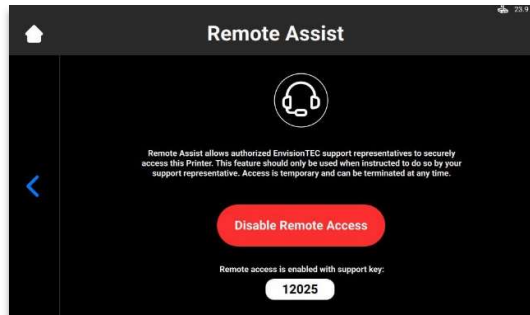 23.9
Remote Assist
Remote Assist allows authorized EnvisionTEC support representatives to securely
access this Printer. This feature should only be used when instructed to do so by your
support representative. Access is temporary and can be terminated at any time.
Disable Remote Access
Remote access is enabled with support key:
12025